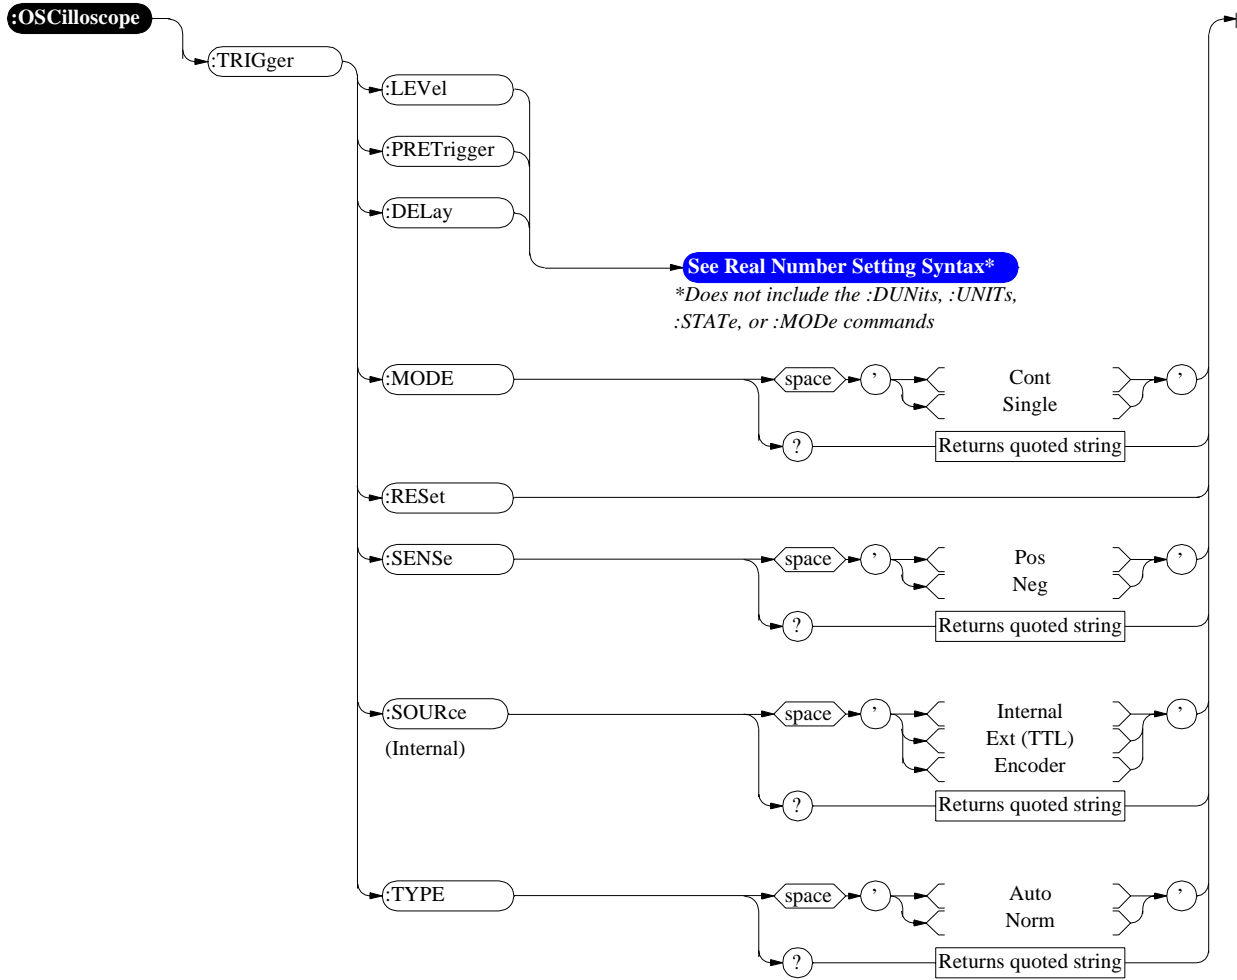 :OSCilloscope
:TRIGger
:LEVel
:PRETrigger
:DELay
See Real Number Setting Syntax*
*Does not include the :DUNits, :UNITs,
:STATe, or :MODe commands
:MODE
space
’
Cont
’
Single
?
Returns quoted string
:RESet
:SENSe
space
’
Pos
’
Neg
?
Returns quoted string
:SOURce
space
’
Internal
’
(Internal)
Ext (TTL)
Encoder
?
Returns quoted string
:TYPE
space
’
Auto
’
Norm
?
Returns quoted string